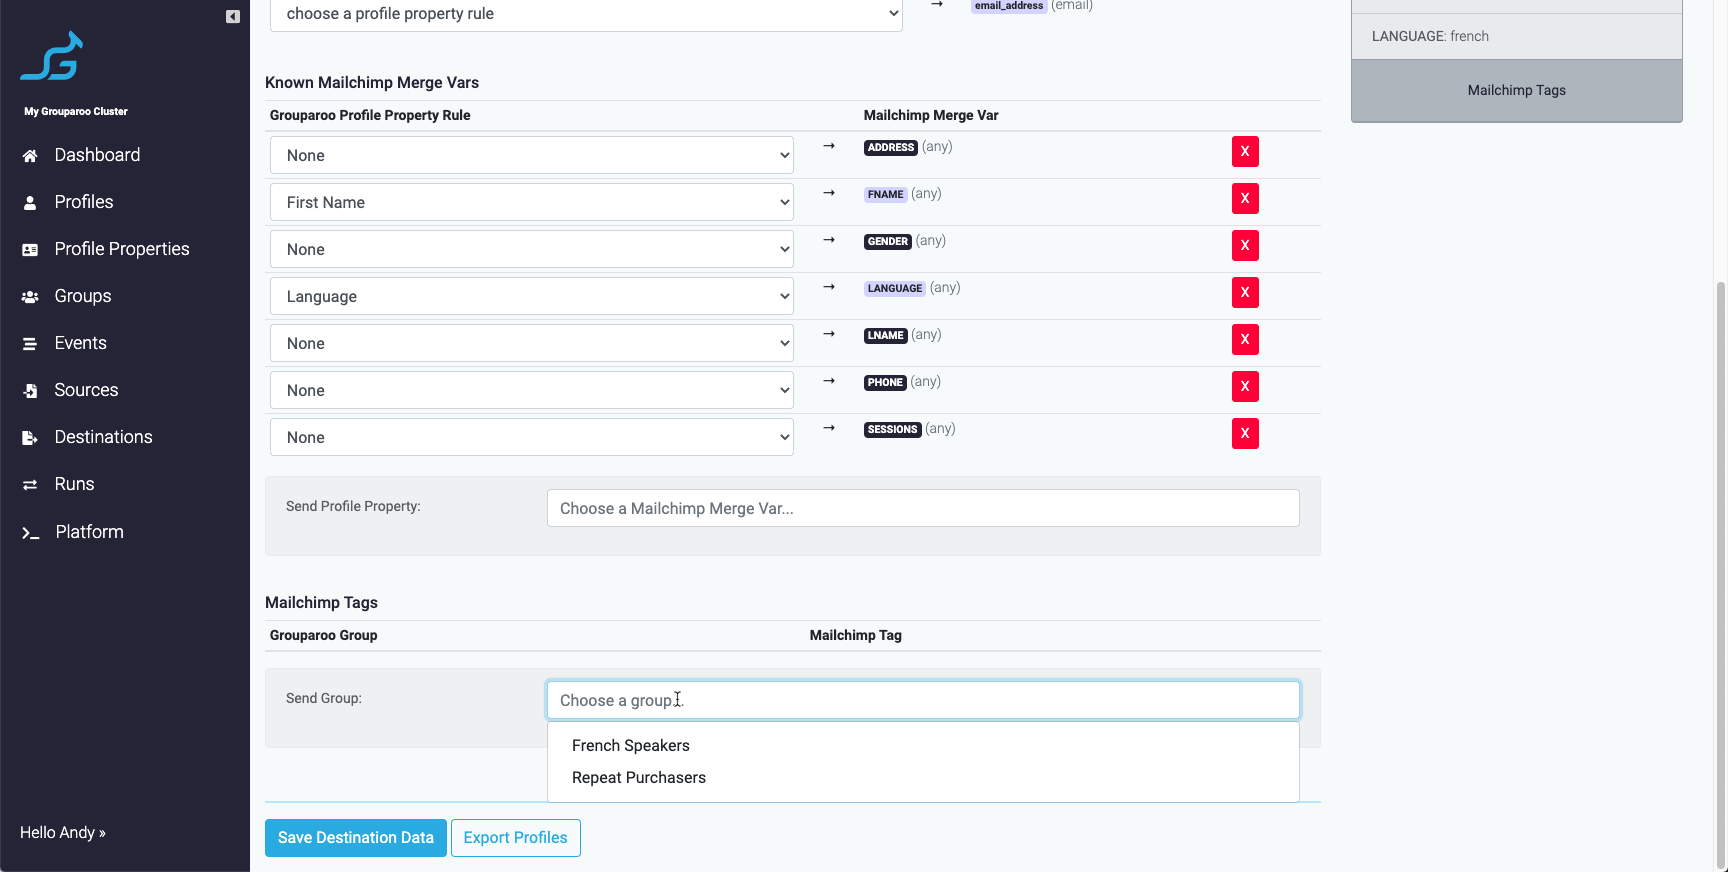 My Grouparoo Cluster
Dashboard
Profiles
Profile Properties
Groups
Events
Sources
Destinations
Runs
Platform
Hello Andy »
choose a profile property rule → email_address (email)
Known Mailchimp Merge Vars
Grouparoo Profile Property Rule Mailchimp Merge Var
None → ADDRESS (any) X
First Name → FNAME (any) X
None → GENDER (any) X
Language → LANGUAGE (any) X
None → LNAME (any) X
None → PHONE (any) X
None → SESSIONS (any) X
Send Profile Property: Choose a Mailchimp Merge Var...
Mailchimp Tags
Grouparoo Group Mailchimp Tag
Send Group: Choose a group...
French Speakers
Repeat Purchasers
Save Destination Data Export Profiles
LANGUAGE: french
Mailchimp Tags